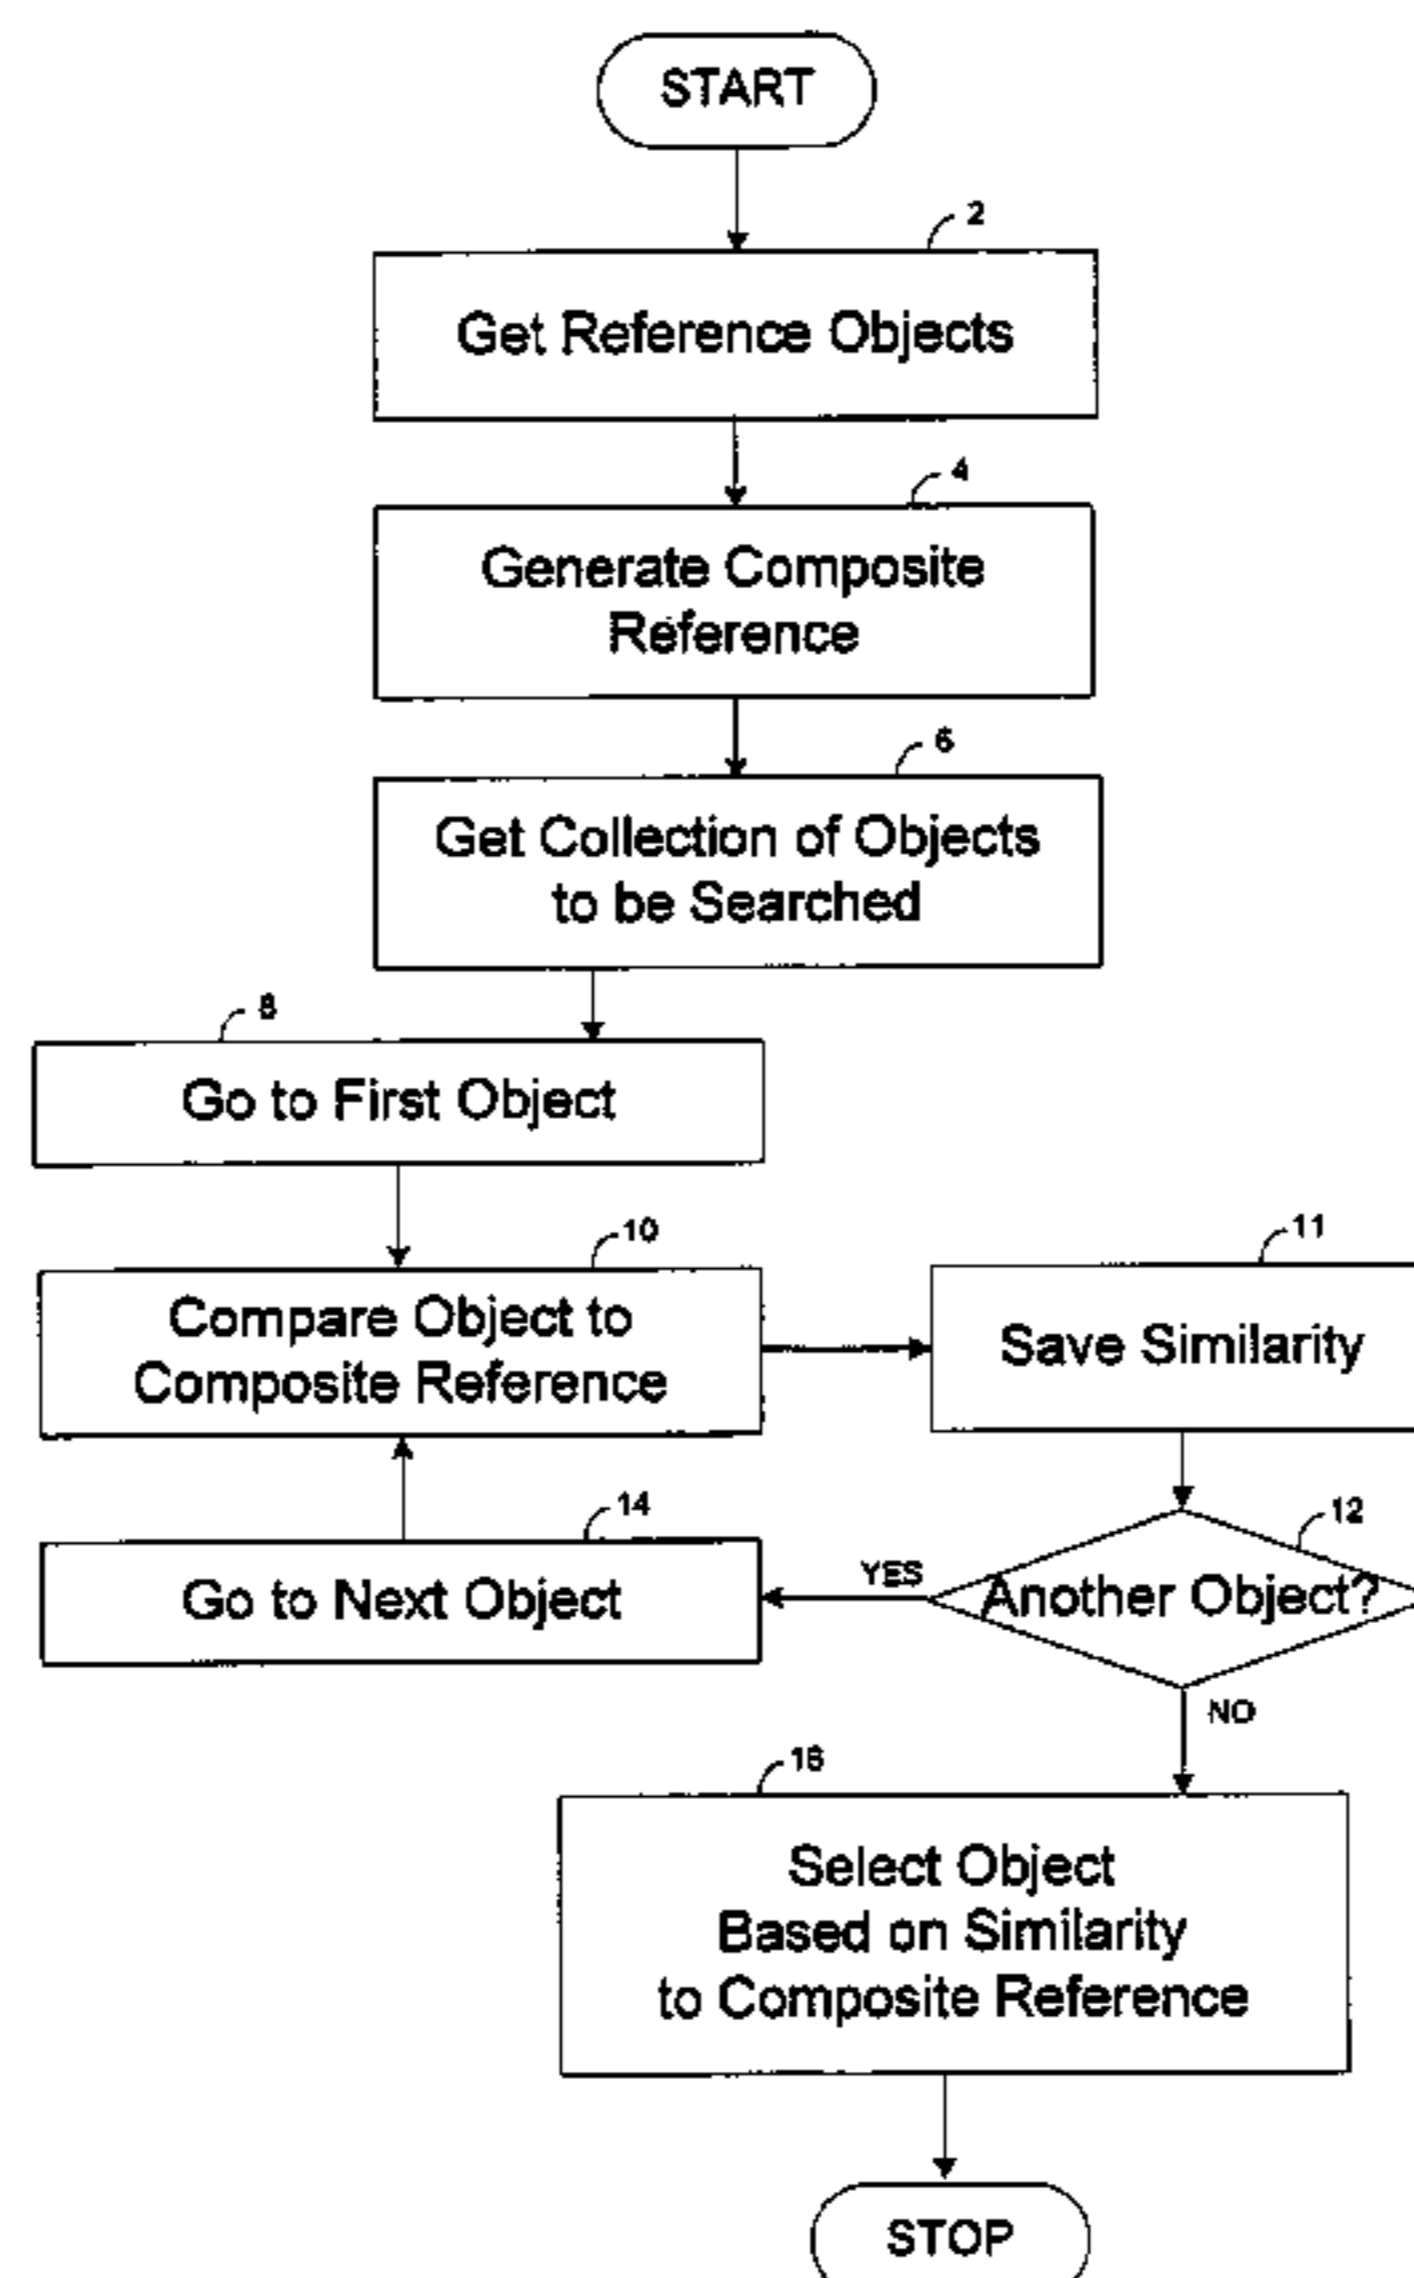 START
2
Get Reference Objects
4
Generate Composite
Reference
6
Get Collection of Objects
to be Searched
8
Go to First Object
10
Compare Object to
Composite Reference
11
Save Similarity
14
Go to Next Object
YES
12
Another Object?
NO
16
Select Object
Based on Similarity
to Composite Reference
STOP